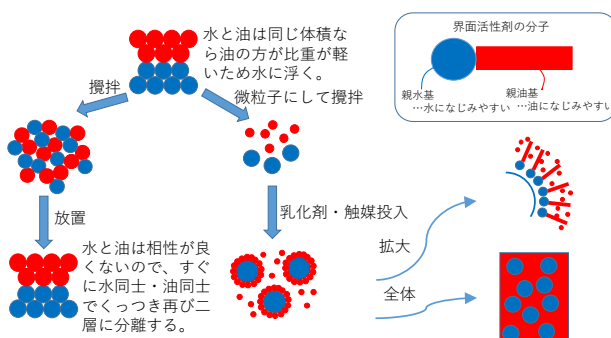 水と油は同じ体積なら
油の方が比重が軽
いため水に浮く。
界面活性剤の分子
親水基
…水になじみやすい
親油基
…油になじみやすい
攪拌
微粒子にして攪拌
放置
乳化剤・触媒投入
水と油は相性が良
くないので、すぐ
に水同士・油同士
でくっつき再び二
層に分離する。
拡大
全体